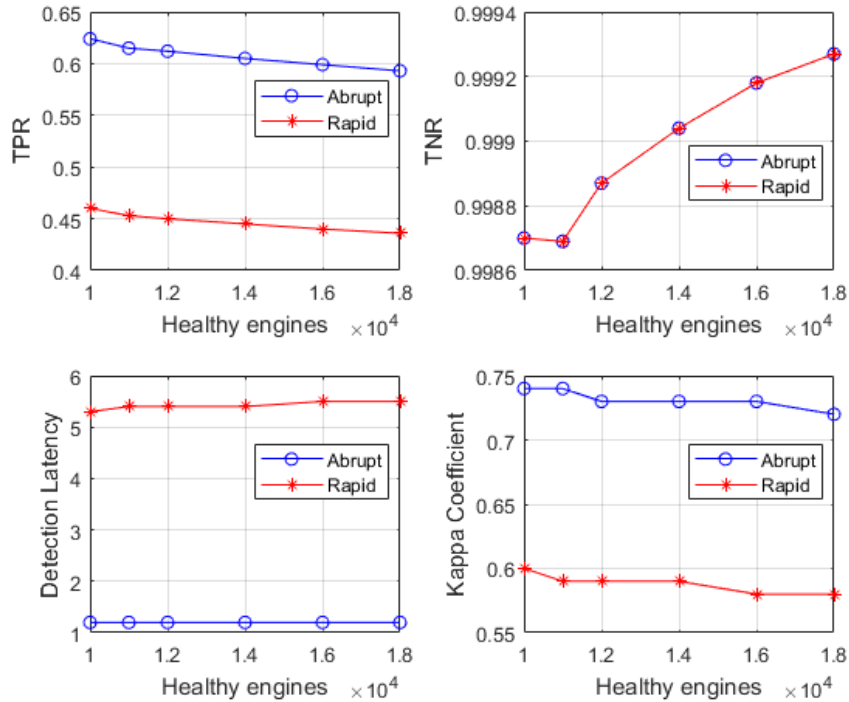 TPR
0.65
0.6
0.55
0.5
0.45
0.4
Abrupt
Rapid
1 1.2 1.4 1.6 1.8
Healthy engines ×10^4
TNR
0.9994
0.9992
0.999
0.9988
0.9986
Abrupt
Rapid
1 1.2 1.4 1.6 1.8
Healthy engines ×10^4
Detection Latency
6
5
4
3
2
1
Abrupt
Rapid
1 1.2 1.4 1.6 1.8
Healthy engines ×10^4
Kappa Coefficient
0.75
0.7
0.65
0.6
0.55
Abrupt
Rapid
1 1.2 1.4 1.6 1.8
Healthy engines ×10^4